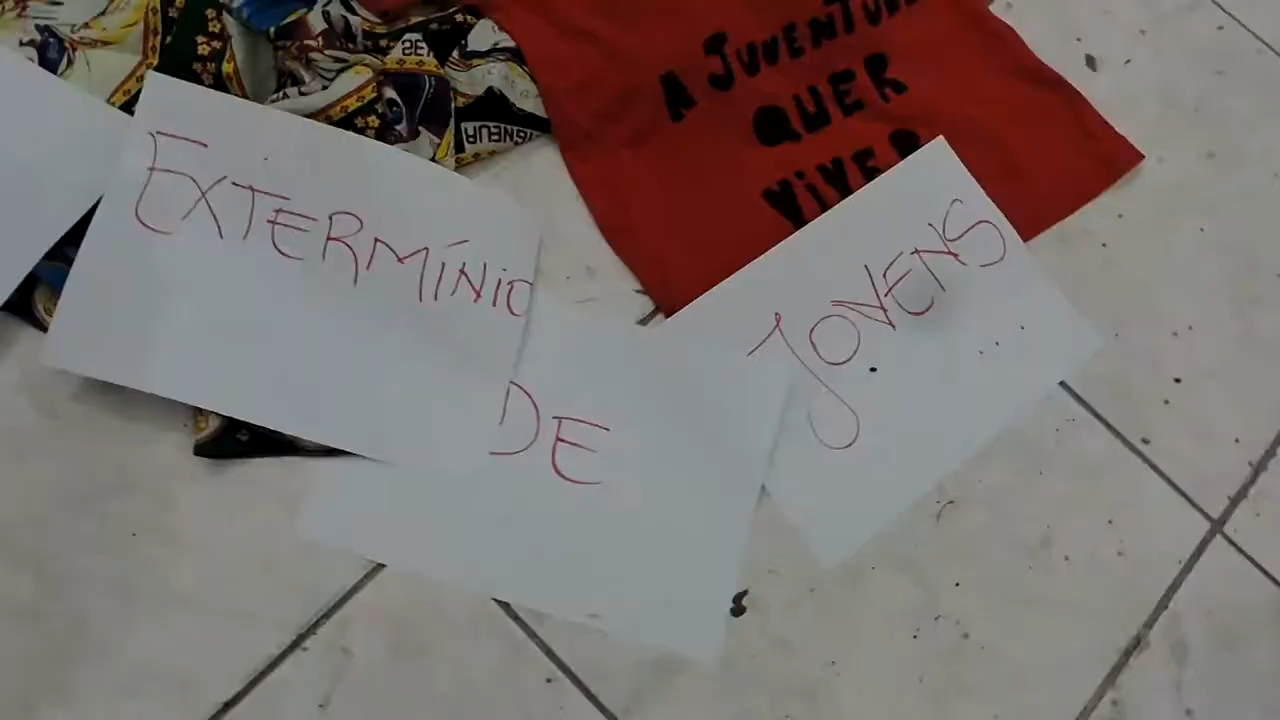 A JUVENTUDE
QUER
VIVER
EXTERMÍNIO
DE
JOVENS